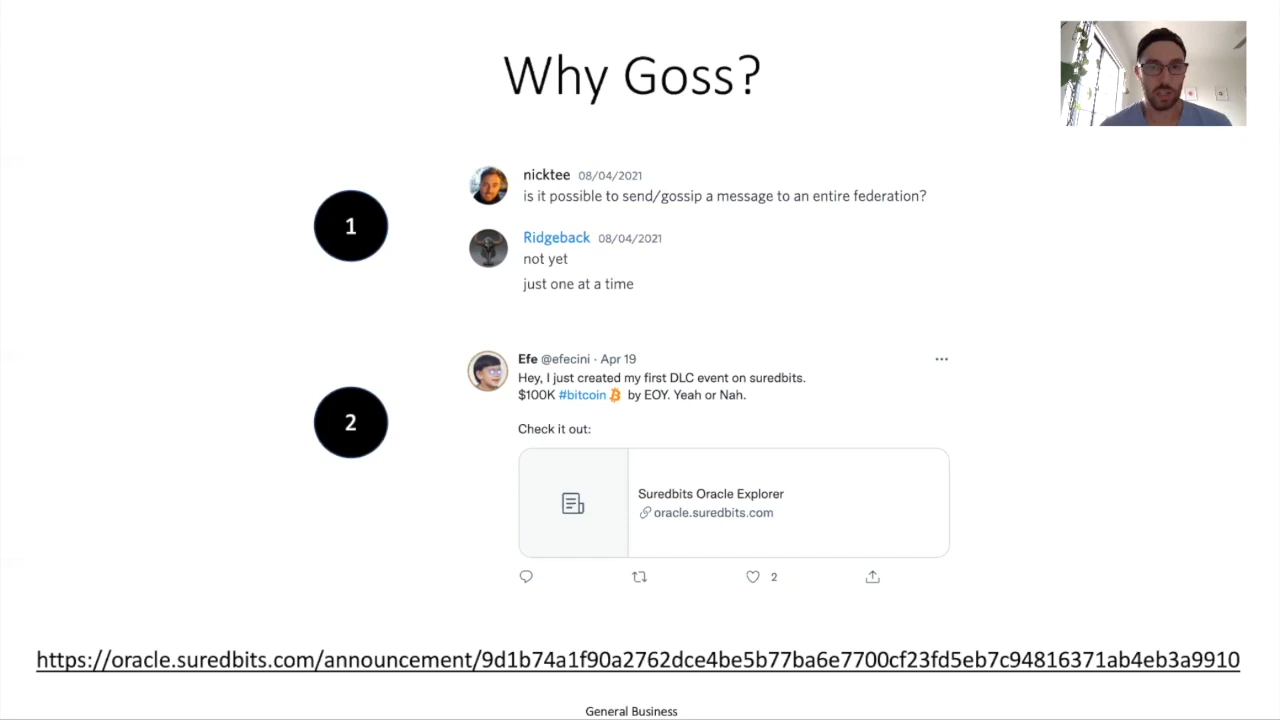 Why Goss?
1
nicktee 08/04/2021
is it possible to send/gossip a message to an entire federation?
Ridgeback 08/04/2021
not yet
just one at a time
2
Efe @efecini · Apr 19
Hey, I just created my first DLC event on suredbits.
$100K #bitcoin by EOY. Yeah or Nah.
Check it out:
Suredbits Oracle Explorer
oracle.suredbits.com
2
https://oracle.suredbits.com/announcement/9d1b74a1f90a2762dce4be5b77ba6e7700cf23fd5eb7c94816371ab4eb3a9910
General Business